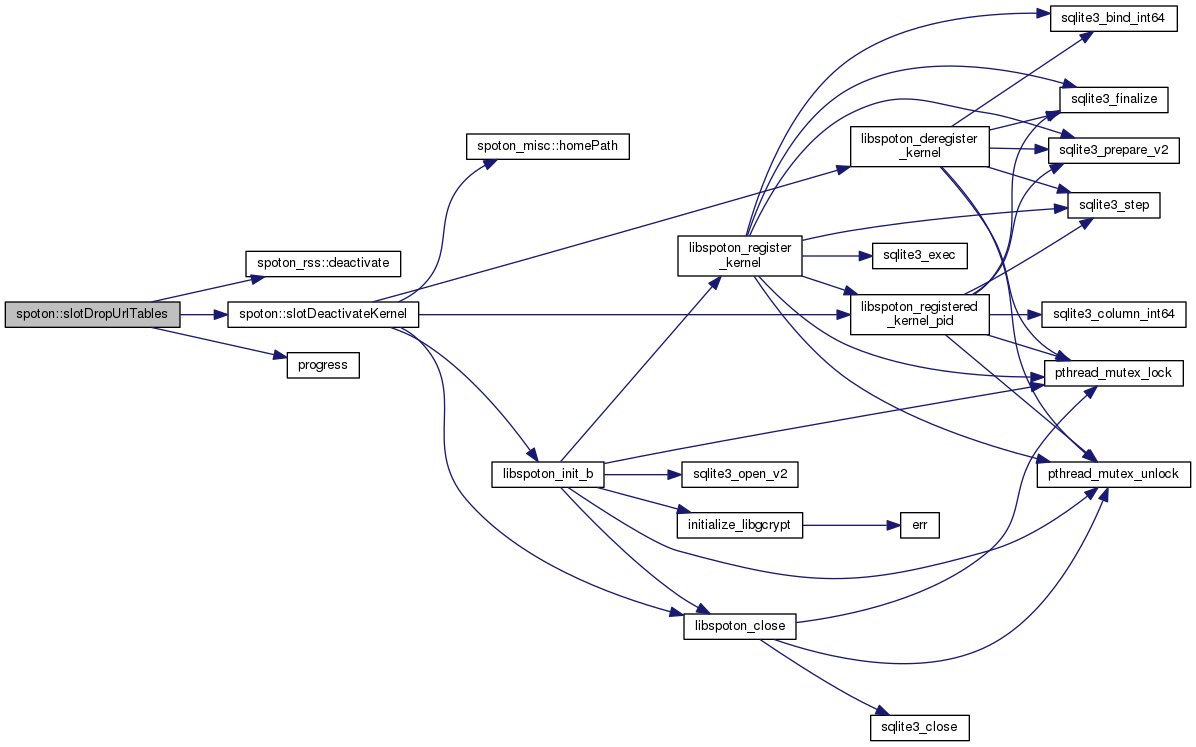 spoton::slotDropUrlTables
spoton_rss::deactivate
spoton::slotDeactivateKernel
progress
spoton_misc::homePath
libspoton_init_b
libspoton_register
_kernel
sqlite3_open_v2
initialize_libgcrypt
libspoton_close
libspoton_deregister
_kernel
sqlite3_exec
libspoton_registered
_kernel_pid
err
sqlite3_close
sqlite3_bind_int64
sqlite3_finalize
sqlite3_prepare_v2
sqlite3_step
sqlite3_column_int64
pthread_mutex_lock
pthread_mutex_unlock